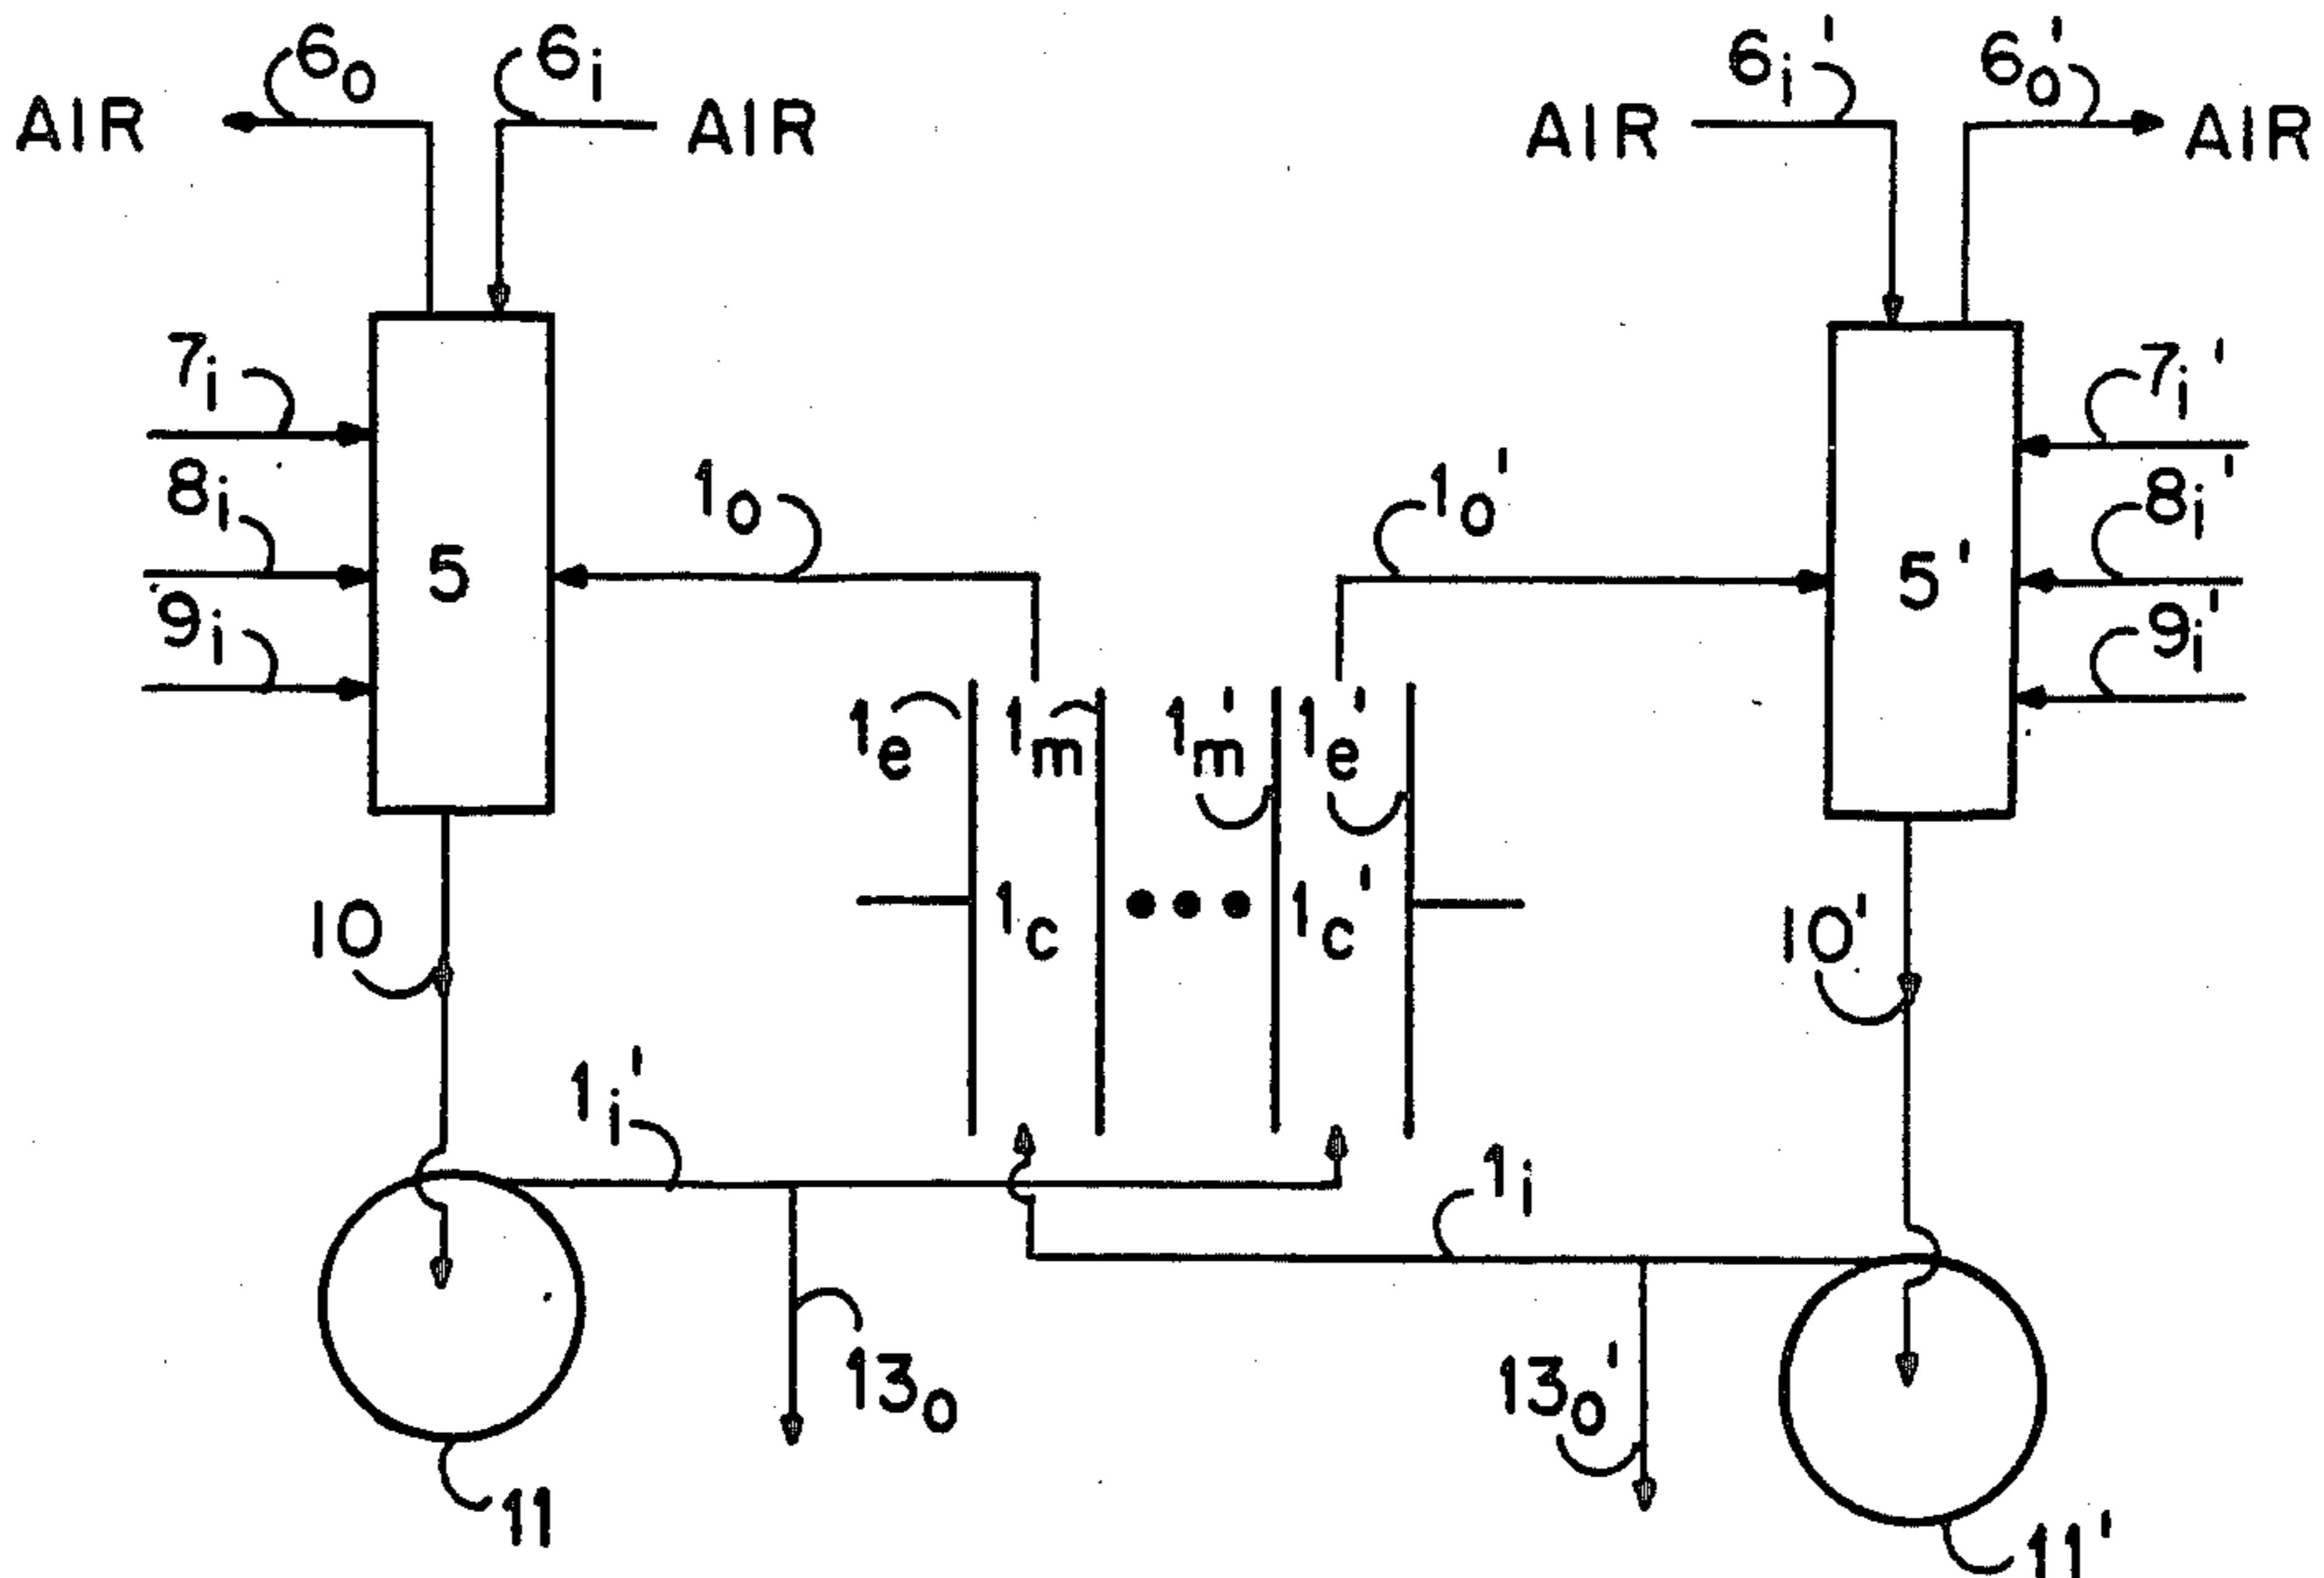 6o 6i 6i' 6o'
AIR AIR AIR AIR
7i 7i'
8i 1o 1o' 8i'
5 5'
9i 9i'
1e 1m 1m' 1e'
10 1c 1c' 10'
1i' 1i
13o 13o'
11 11'